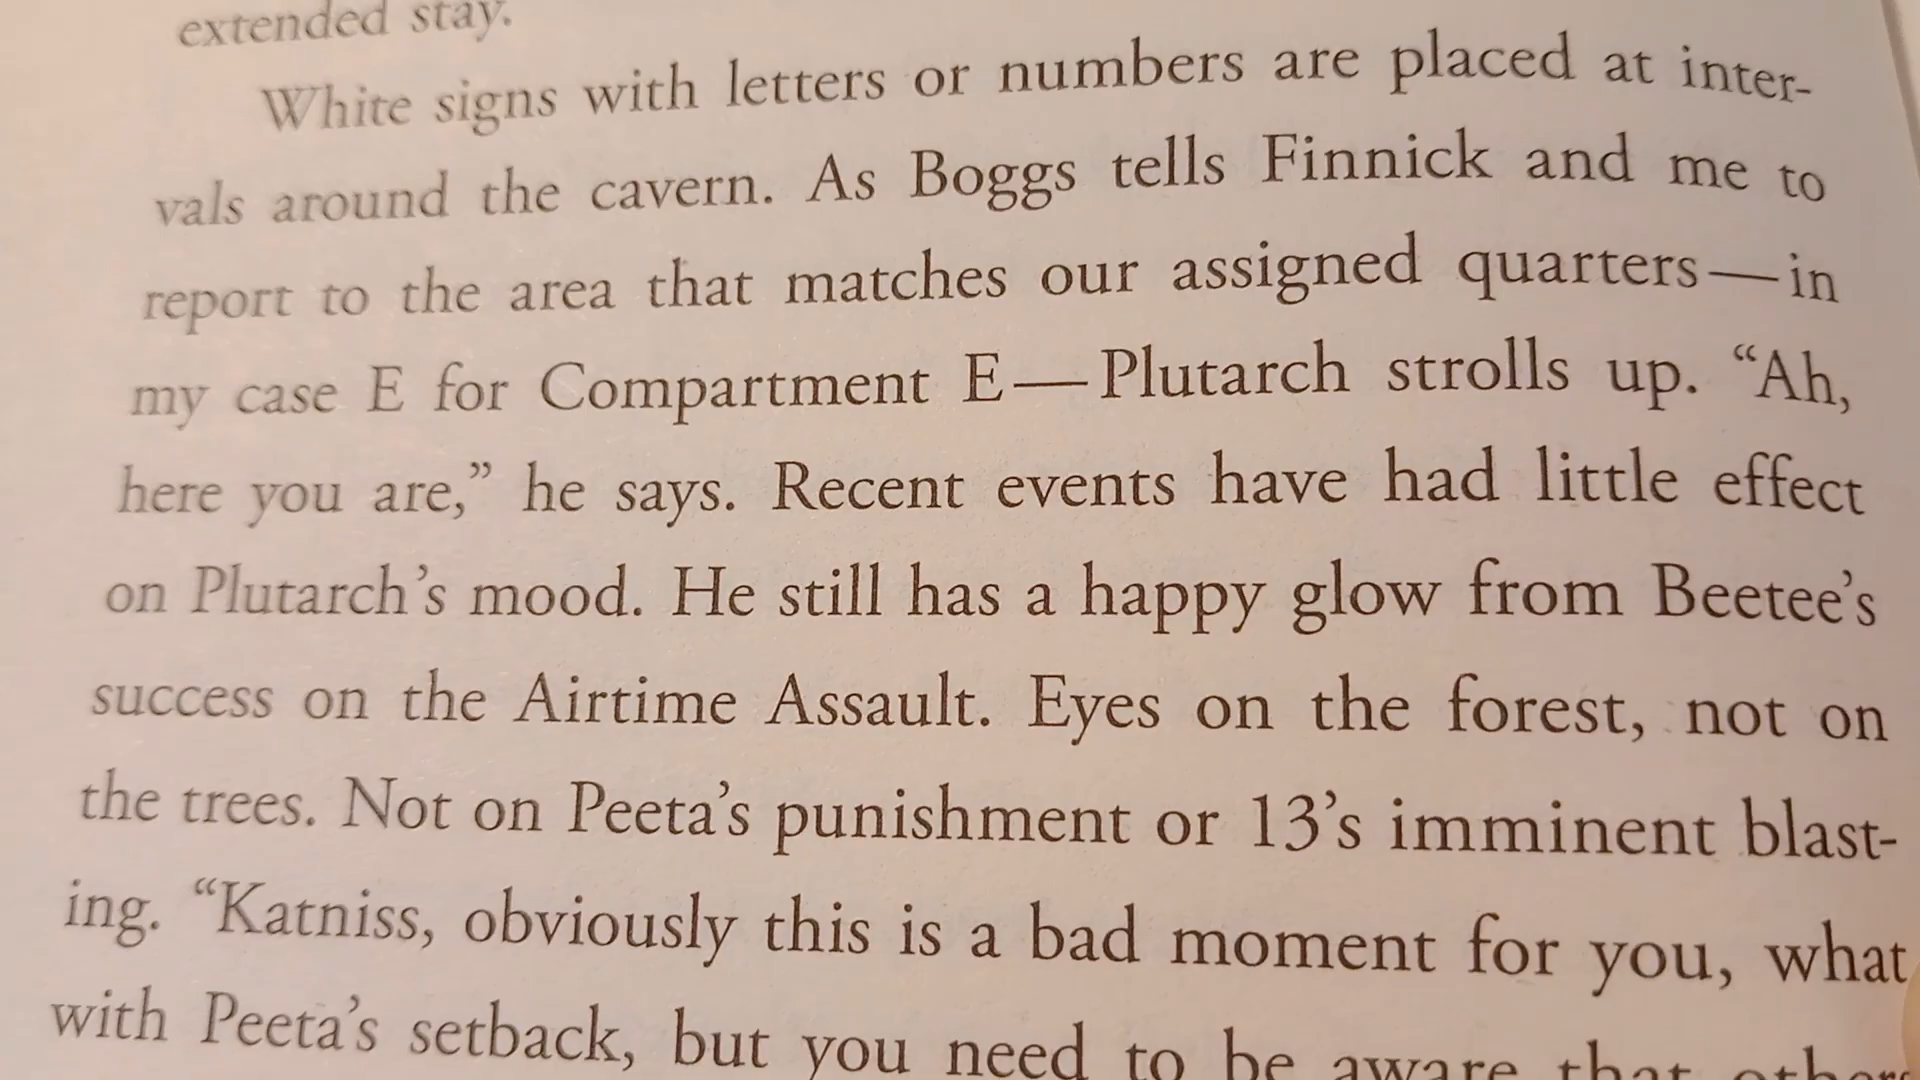 extended stay.
White signs with letters or numbers are placed at inter-
vals around the cavern. As Boggs tells Finnick and me to
report to the area that matches our assigned quarters—in
my case E for Compartment E—Plutarch strolls up. “Ah,
here you are,” he says. Recent events have had little effect
on Plutarch’s mood. He still has a happy glow from Beetee’s
success on the Airtime Assault. Eyes on the forest, not on
the trees. Not on Peeta’s punishment or 13’s imminent blast-
ing. “Katniss, obviously this is a bad moment for you, what
with Peeta’s setback, but you need to be aware that others